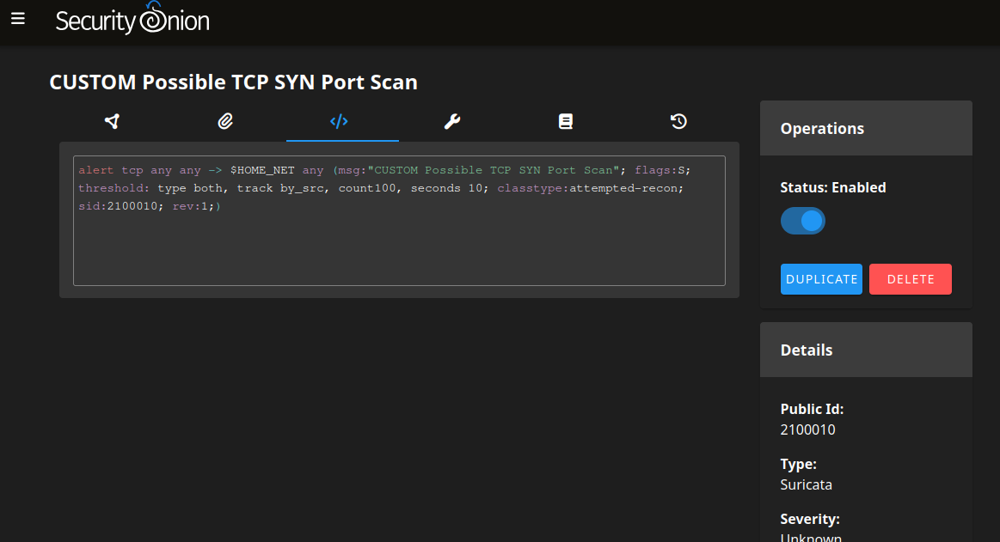 Security Onion
CUSTOM Possible TCP SYN Port Scan
alert tcp any any -> $HOME_NET any (msg:"CUSTOM Possible TCP SYN Port Scan"; flags:S;
threshold: type both, track by_src, count100, seconds 10; classtype:attempted-recon;
sid:2100010; rev:1;)
Operations
Status: Enabled
DUPLICATE
DELETE
Details
Public Id:
2100010
Type:
Suricata
Severity:
Unknown